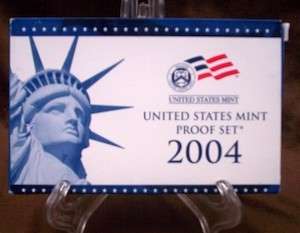 UNITED STATES MINT
UNITED STATES MINT
PROOF SET®
2004